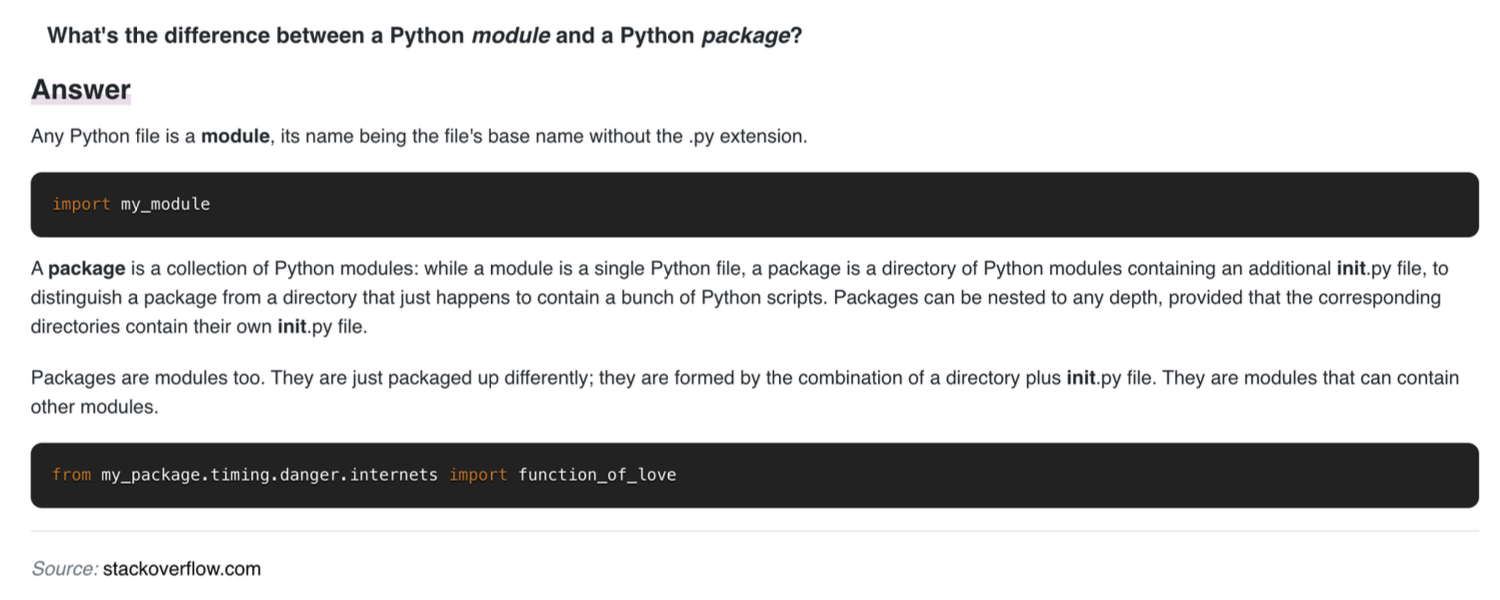 What's the difference between a Python module and a Python package?
Answer
Any Python file is a module, its name being the file's base name without the .py extension.
import my_module
A package is a collection of Python modules: while a module is a single Python file, a package is a directory of Python modules containing an additional init.py file, to
distinguish a package from a directory that just happens to contain a bunch of Python scripts. Packages can be nested to any depth, provided that the corresponding
directories contain their own init.py file.
Packages are modules too. They are just packaged up differently; they are formed by the combination of a directory plus init.py file. They are modules that can contain
other modules.
from my_package.timing.danger.internets import function_of_love
Source: stackoverflow.com